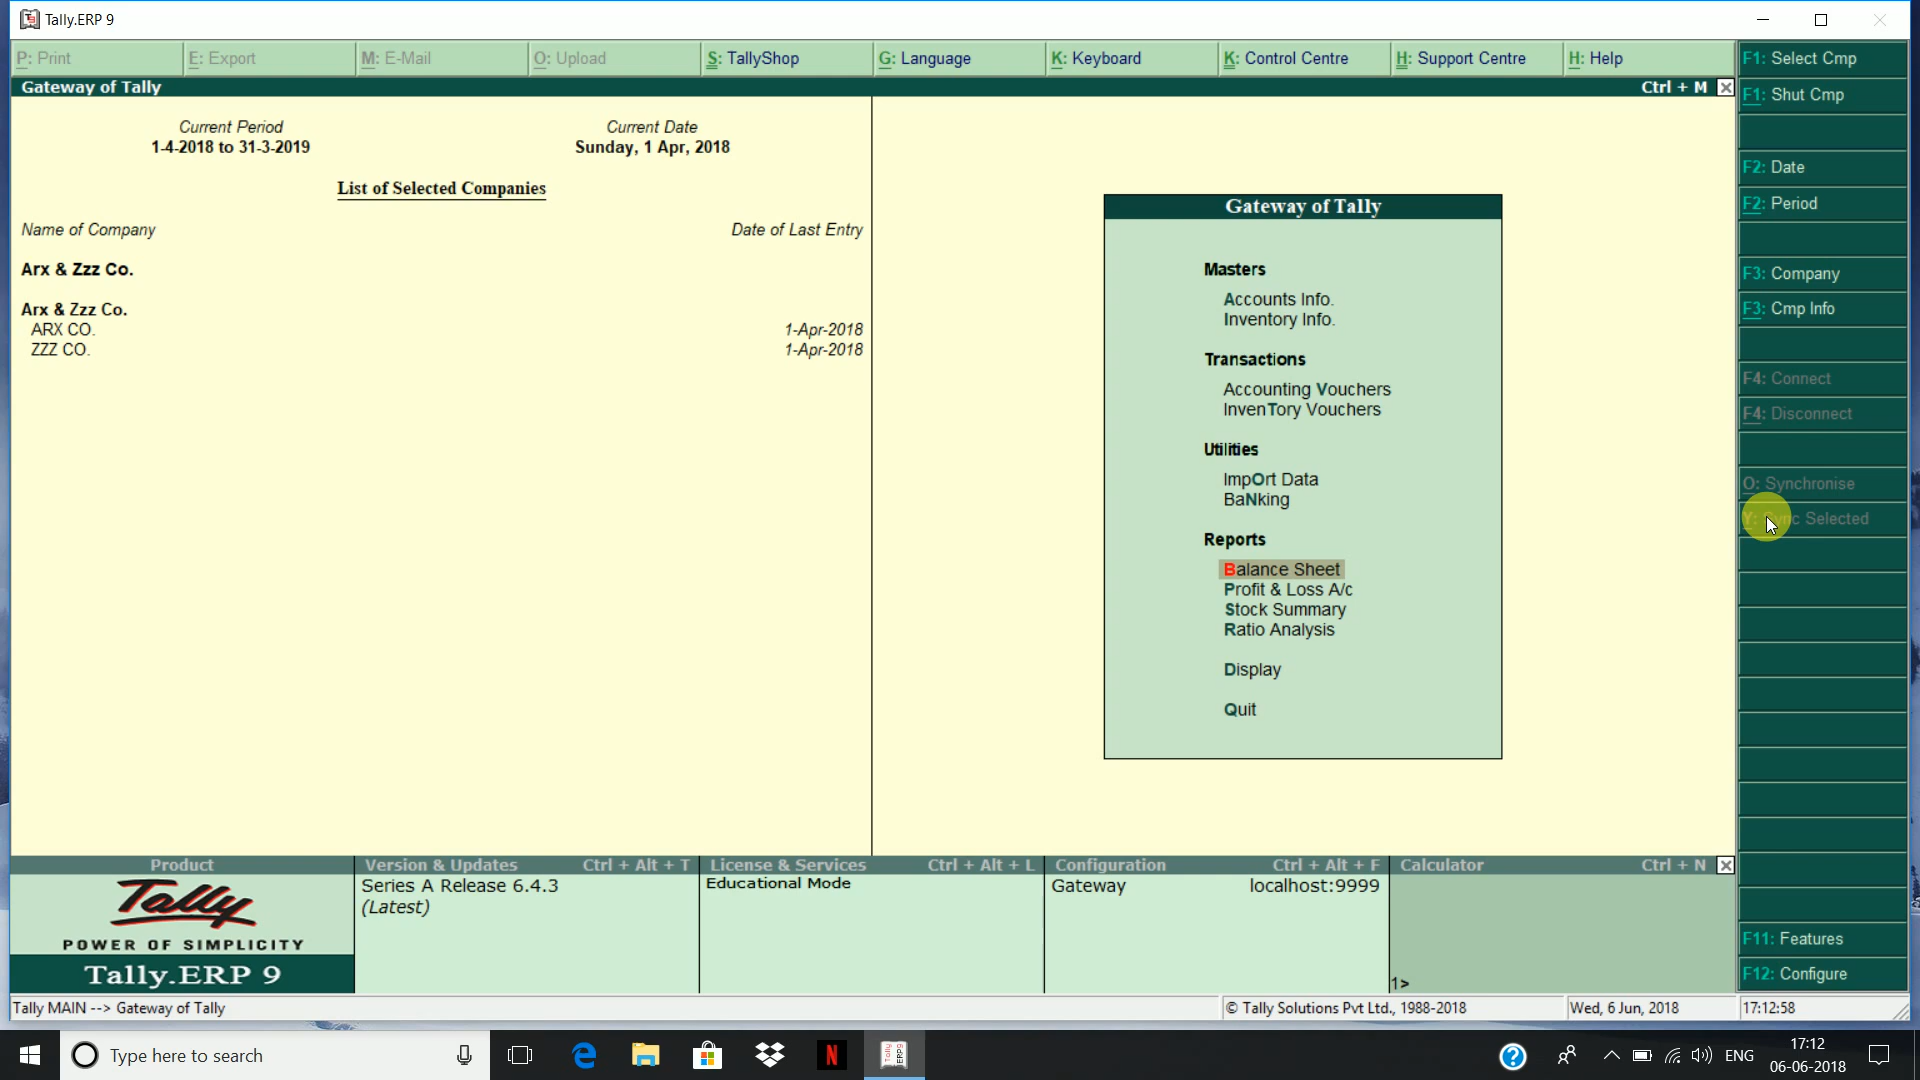 Tally.ERP 9
P: Print
E: Export
M: E-Mail
O: Upload
S: TallyShop
G: Language
K: Keyboard
K: Control Centre
H: Support Centre
H: Help
Gateway of Tally
Ctrl + M
Current Period
1-4-2018 to 31-3-2019
Current Date
Sunday, 1 Apr, 2018
List of Selected Companies
Name of Company
Date of Last Entry
Arx & Zzz Co.
Arx & Zzz Co.
ARX CO.
1-Apr-2018
ZZZ CO.
1-Apr-2018
Gateway of Tally
Masters
Accounts Info.
Inventory Info.
Transactions
Accounting Vouchers
InvenTory Vouchers
Utilities
ImpOrt Data
BaNking
Reports
Balance Sheet
Profit & Loss A/c
Stock Summary
Ratio Analysis
Display
Quit
F1: Select Cmp
F1: Shut Cmp
F2: Date
F2: Period
F3: Company
F3: Cmp Info
F4: Connect
F4: Disconnect
O: Synchronise
Y: Sync Selected
F11: Features
F12: Configure
Product
Tally
POWER OF SIMPLICITY
Tally.ERP 9
Version & Updates
Ctrl + Alt + T
Series A Release 6.4.3
(Latest)
License & Services
Ctrl + Alt + L
Educational Mode
Configuration
Ctrl + Alt + F
Gateway
localhost:9999
Calculator
Ctrl + N
1>
Tally MAIN --> Gateway of Tally
© Tally Solutions Pvt Ltd., 1988-2018
Wed, 6 Jun, 2018
17:12:58
Type here to search
ENG
17:12
06-06-2018